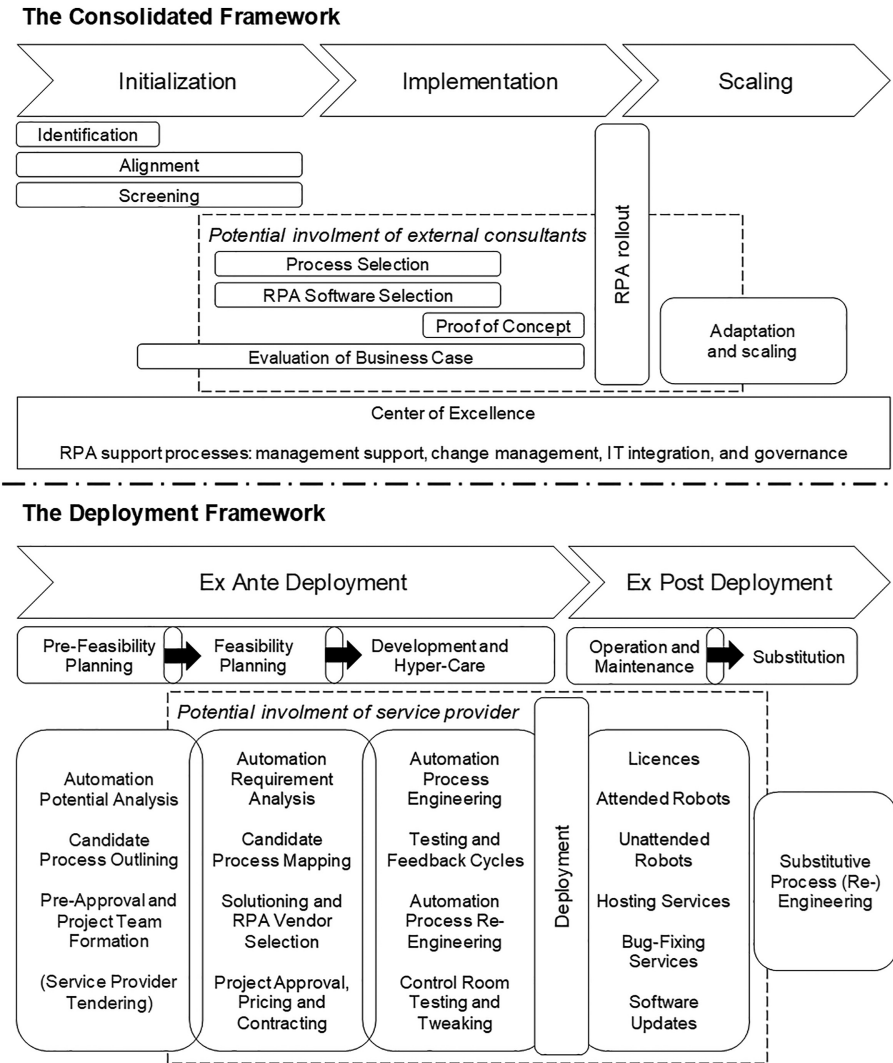 The Consolidated Framework
Initialization
Implementation
Scaling
Identification
Alignment
Screening
Potential involment of external consultants
Process Selection
RPA Software Selection
Proof of Concept
Evaluation of Business Case
RPA rollout
Adaptation
and scaling
Center of Excellence
RPA support processes: management support, change management, IT integration, and governance
The Deployment Framework
Ex Ante Deployment
Ex Post Deployment
Pre-Feasibility
Planning
Feasibility
Planning
Development and
Hyper-Care
Operation and
Maintenance
Substitution
Potential involment of service provider
Automation
Potential Analysis
Candidate
Process Outlining
Pre-Approval and
Project Team
Formation
(Service Provider
Tendering)
Automation
Requirement
Analysis
Candidate
Process Mapping
Solutioning and
RPA Vendor
Selection
Project Approval,
Pricing and
Contracting
Automation
Process
Engineering
Testing and
Feedback Cycles
Automation
Process Re-
Engineering
Control Room
Testing and
Tweaking
Deployment
Licences
Attended Robots
Unattended
Robots
Hosting Services
Bug-Fixing
Services
Software
Updates
Substitutive
Process (Re-)
Engineering